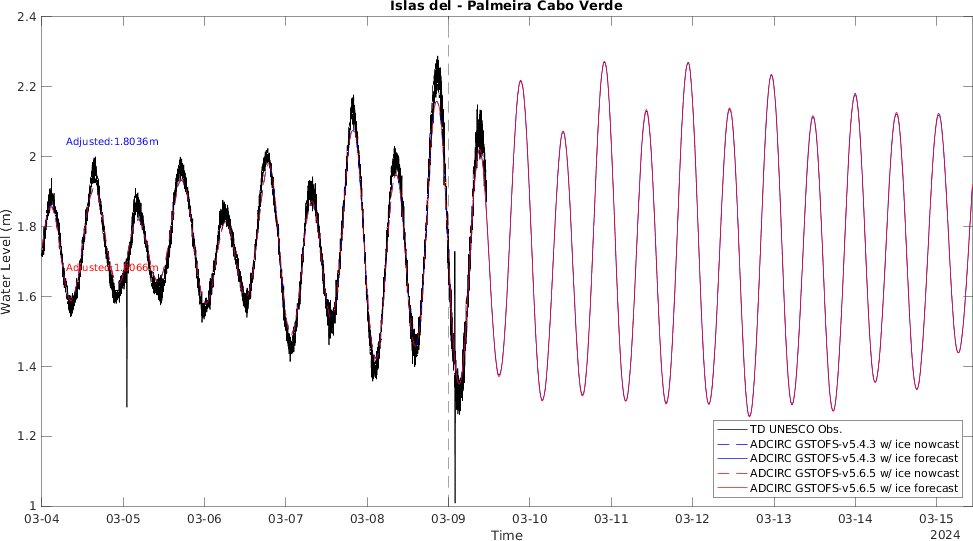 Islas del - Palmeira Cabo Verde
2.4
2.2
2
1.8
1.6
1.4
1.2
1
Water Level (m)
Adjusted:1.8036m
Adjusted:1.8066m
TD UNESCO Obs.
ADCIRC GSTOFS-v5.4.3 w/ ice nowcast
ADCIRC GSTOFS-v5.4.3 w/ ice forecast
ADCIRC GSTOFS-v5.6.5 w/ ice nowcast
ADCIRC GSTOFS-v5.6.5 w/ ice forecast
03-04 03-05 03-06 03-07 03-08 03-09 03-10 03-11 03-12 03-13 03-14 03-15
Time
2024